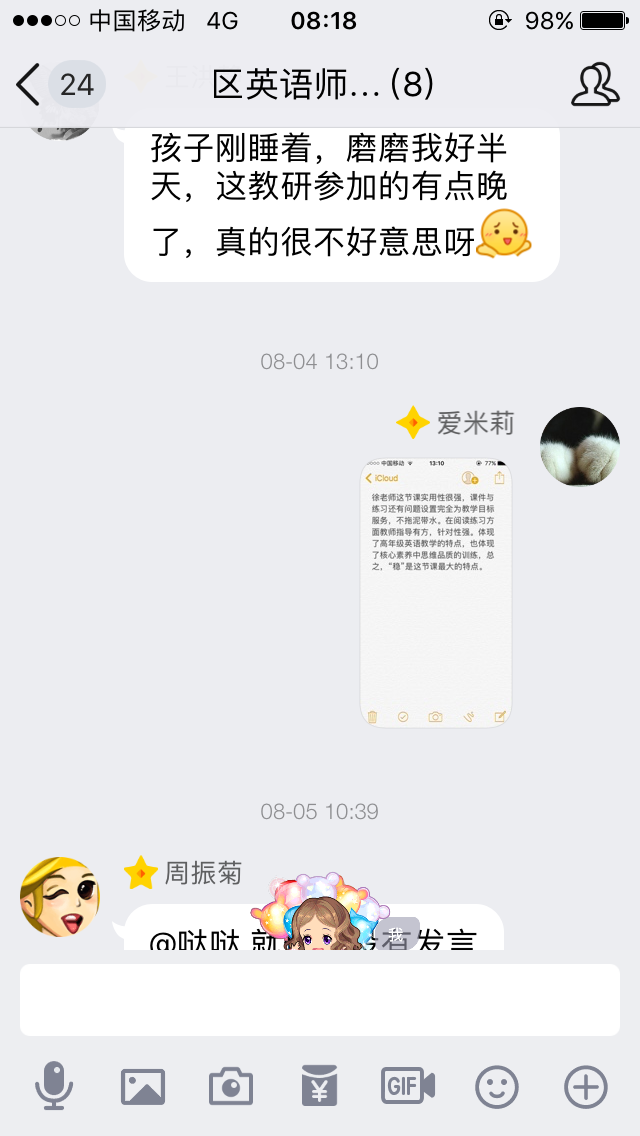 中国移动 4G 08:18 98%
24 区英语师...(8)
孩子刚睡着，磨磨我好半
天，这教研参加的有点晚
了，真的很不好意思呀
08-04 13:10
爱米莉
中国移动 13:10 77%
iCloud
徐老师这节课实用性很强，课件与
练习还有问题设置完全为教学目标
服务，不拖泥带水。在阅读练习方
面教师指导有方，针对性强。体现
了高年级英语教学的特点，也体现
了核心素养中思维品质的训练，总
之，“稳”是这节课最大的特点。
08-05 10:39
周振菊
@哒哒 就 没有发言
我
¥
GIF